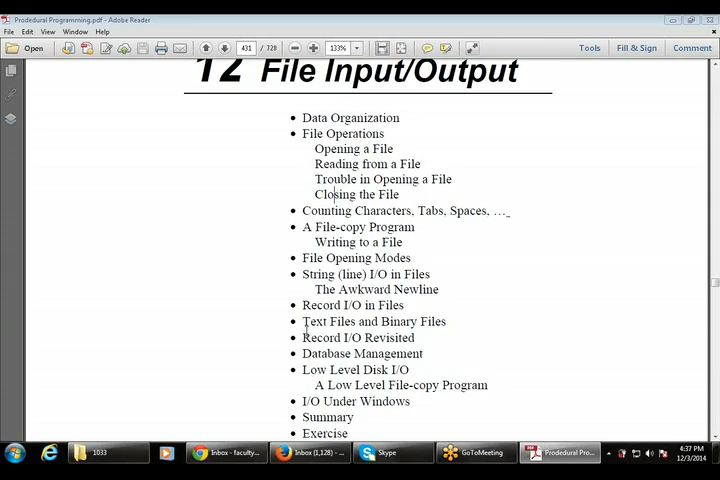 Prodedural Programming.pdf - Adobe Reader
File Edit View Window Help
Open 431 / 728 133% Tools Fill & Sign Comment
12 File Input/Output
• Data Organization
• File Operations
Opening a File
Reading from a File
Trouble in Opening a File
Closing the File
• Counting Characters, Tabs, Spaces, …
• A File-copy Program
Writing to a File
• File Opening Modes
• String (line) I/O in Files
The Awkward Newline
• Record I/O in Files
• Text Files and Binary Files
• Record I/O Revisited
• Database Management
• Low Level Disk I/O
A Low Level File-copy Program
• I/O Under Windows
• Summary
• Exercise
1033 Inbox - faculty... Inbox (1,128) - ... Skype GoToMeeting Prodedural Program... 4:37 PM
12/3/2014